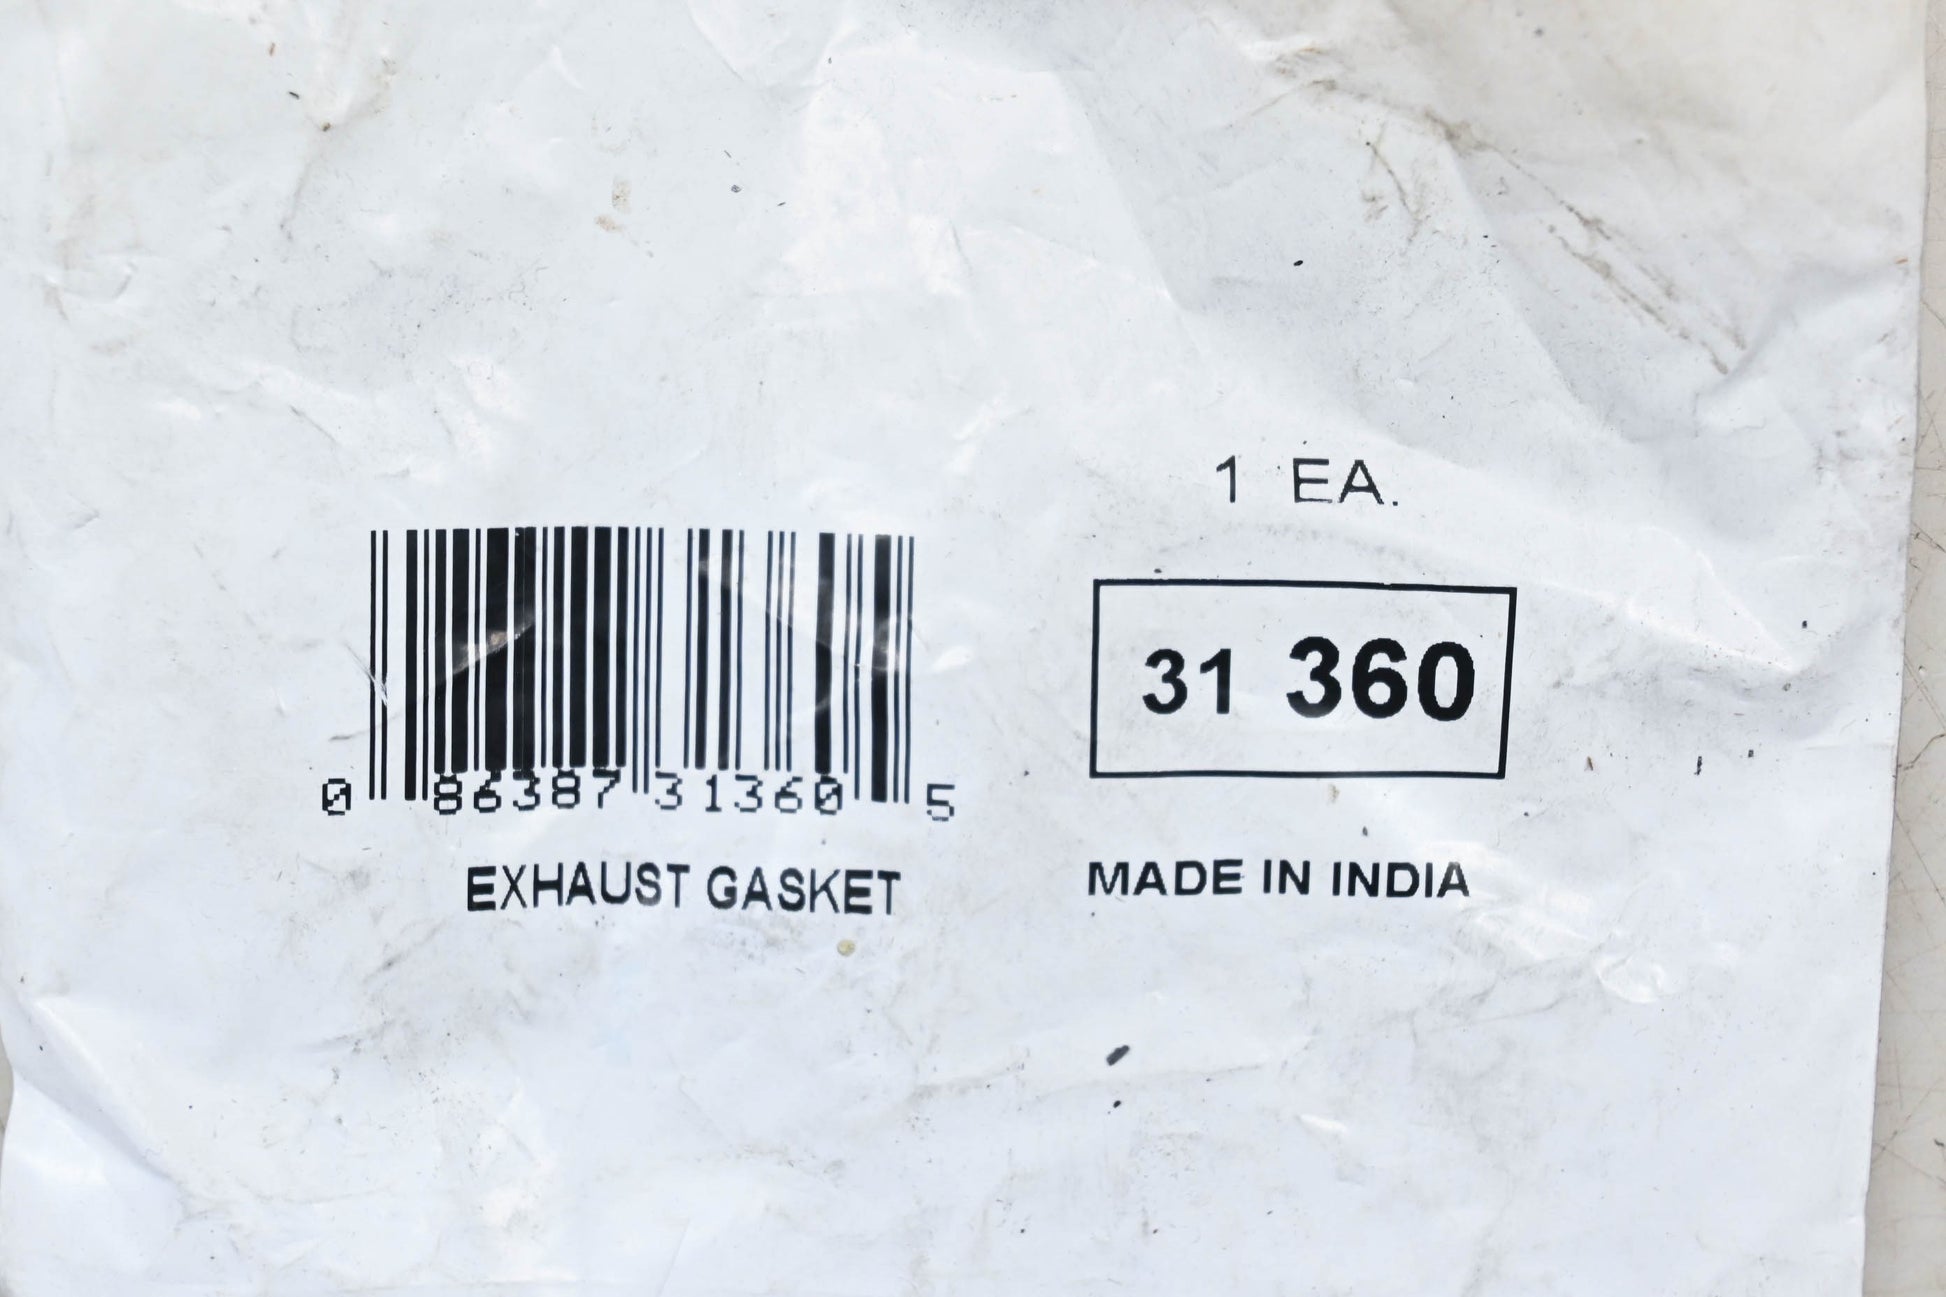 1 EA.
31 360
0 86387 31360 5
EXHAUST GASKET
MADE IN INDIA